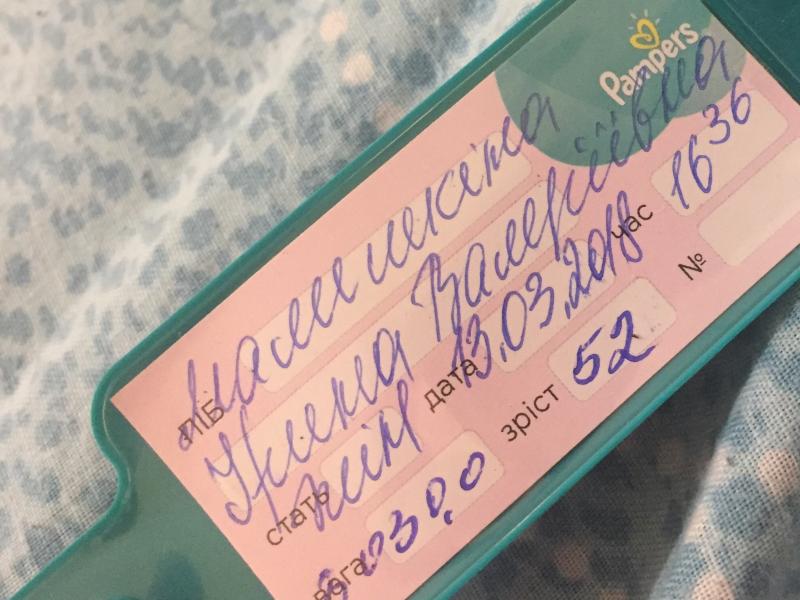 Pampers
ПІБ
Ірина Валеріївна
стать жін дата 13.03.2018 час 16 36
вага зріст 52 №